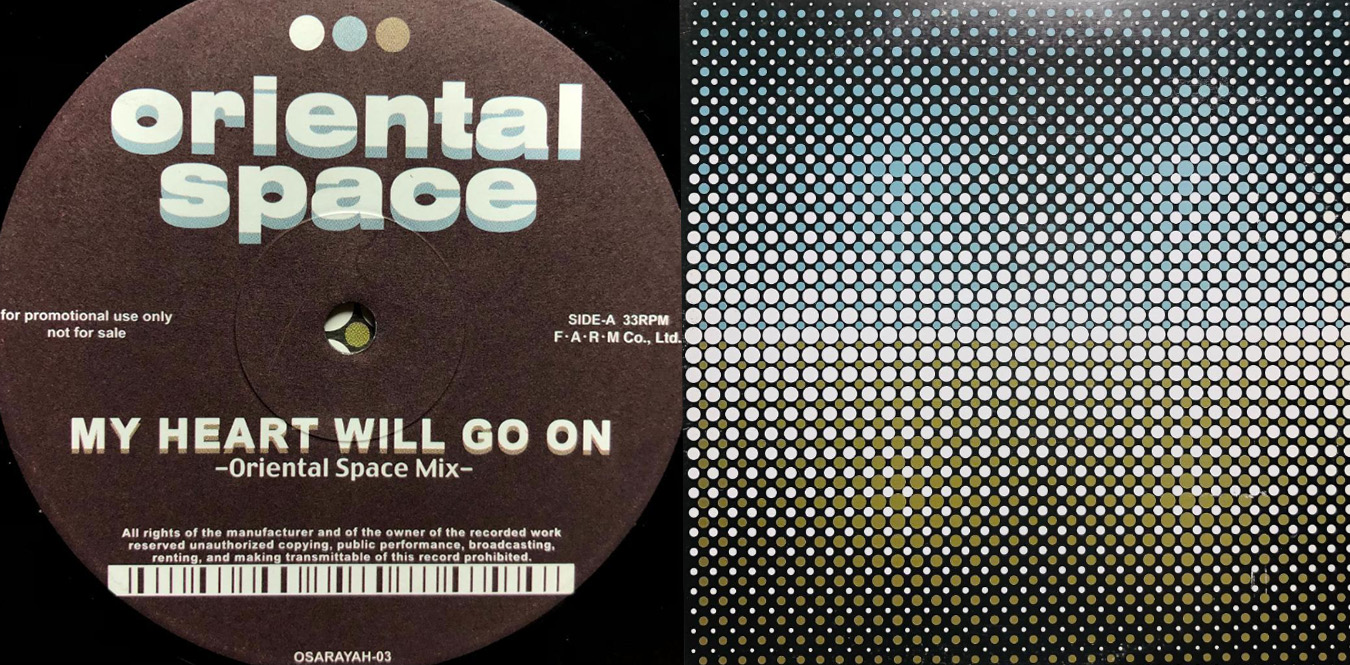 oriental
space
for promotional use only
not for sale
SIDE-A 33RPM
F·A·R·M Co., Ltd.
MY HEART WILL GO ON
-Oriental Space Mix-
All rights of the manufacturer and of the owner of the recorded work
reserved unauthorized copying, public performance, broadcasting,
renting, and making transmittable of this record prohibited.
OSARAYAH-03